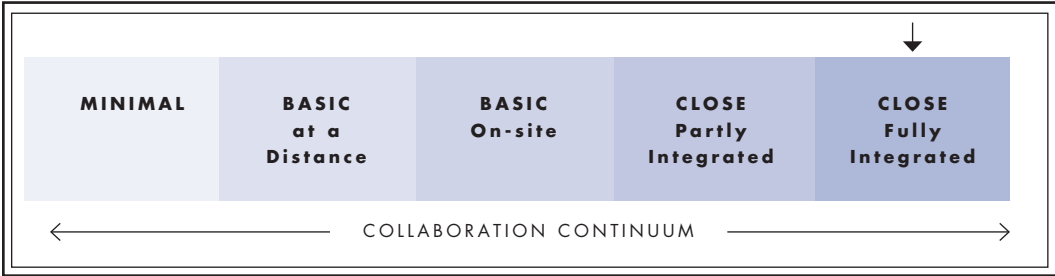 MINIMAL
BASIC
at a
Distance
BASIC
On-site
CLOSE
Partly
Integrated
CLOSE
Fully
Integrated
COLLABORATION CONTINUUM